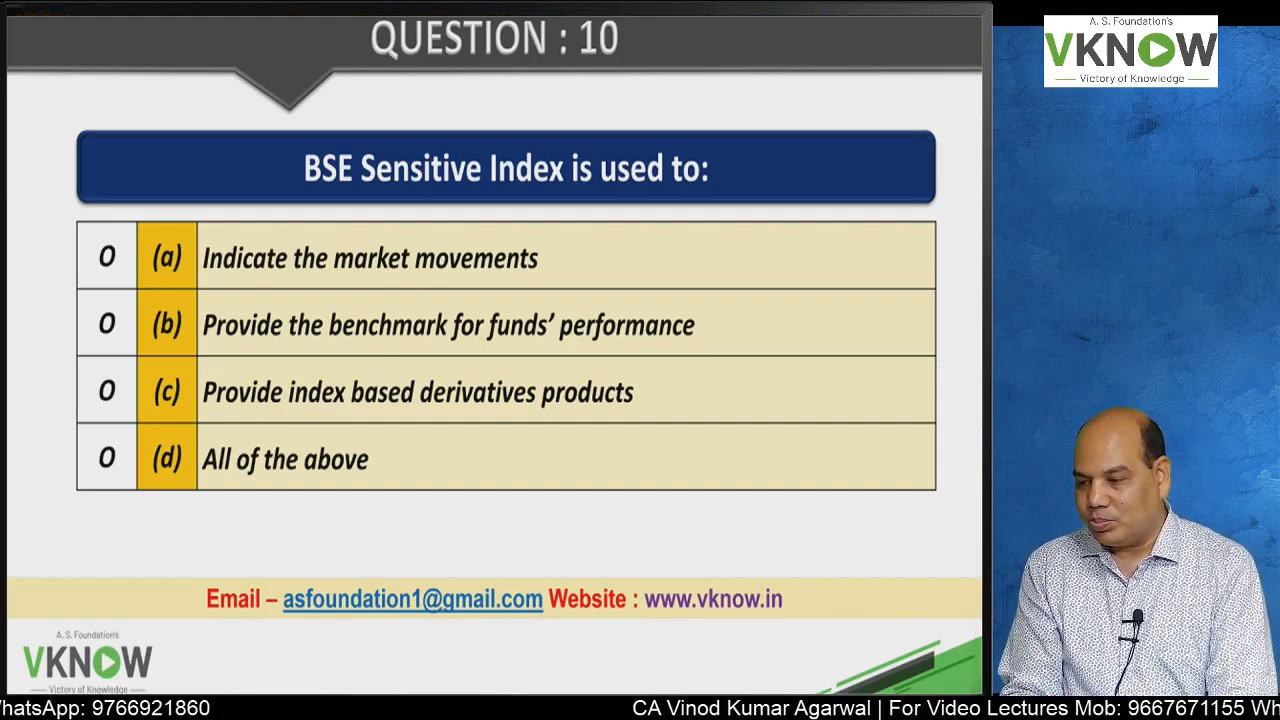 QUESTION : 10
A. S. Foundation's
VKNOW
Victory of Knowledge
BSE Sensitive Index is used to:
O (a) Indicate the market movements
O (b) Provide the benchmark for funds’ performance
O (c) Provide index based derivatives products
O (d) All of the above
Email – asfoundation1@gmail.com Website : www.vknow.in
A. S. Foundation's
VKNOW
Victory of Knowledge
WhatsApp: 9766921860 CA Vinod Kumar Agarwal | For Video Lectures Mob: 9667671155 Wh